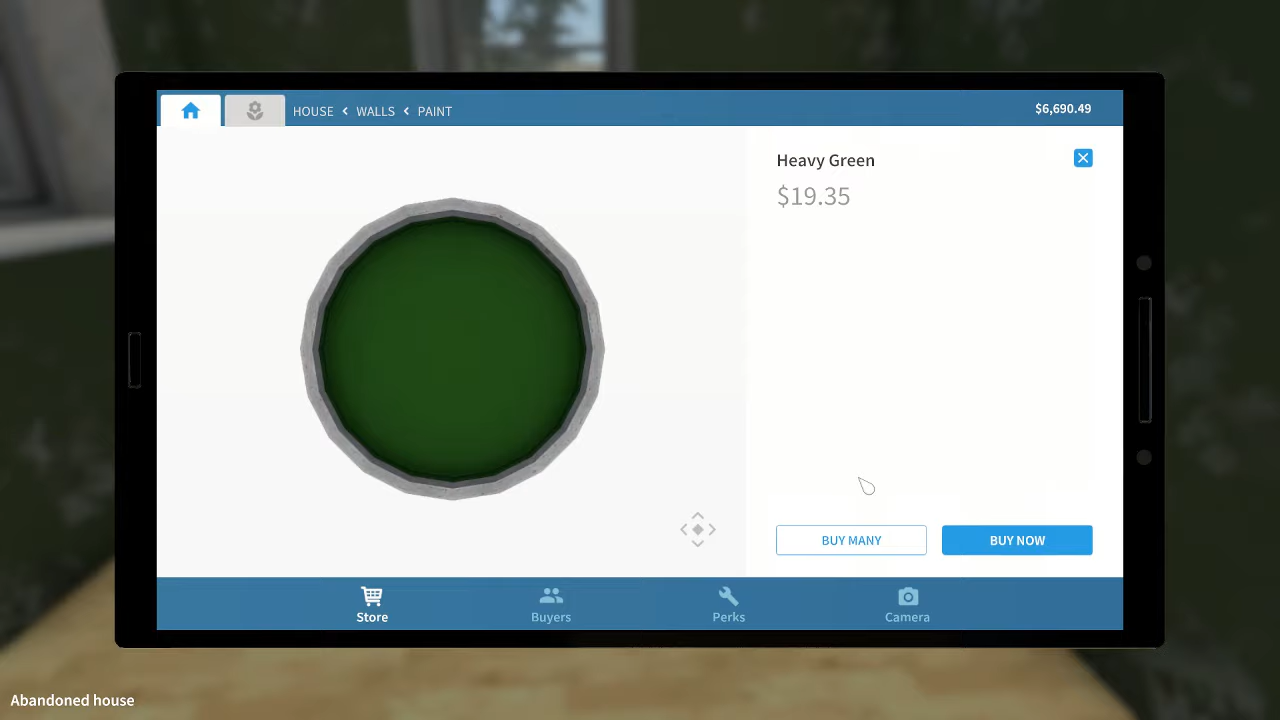 HOUSE < WALLS < PAINT
$6,690.49
Heavy Green
$19.35
BUY MANY
BUY NOW
Store
Buyers
Perks
Camera
Abandoned house